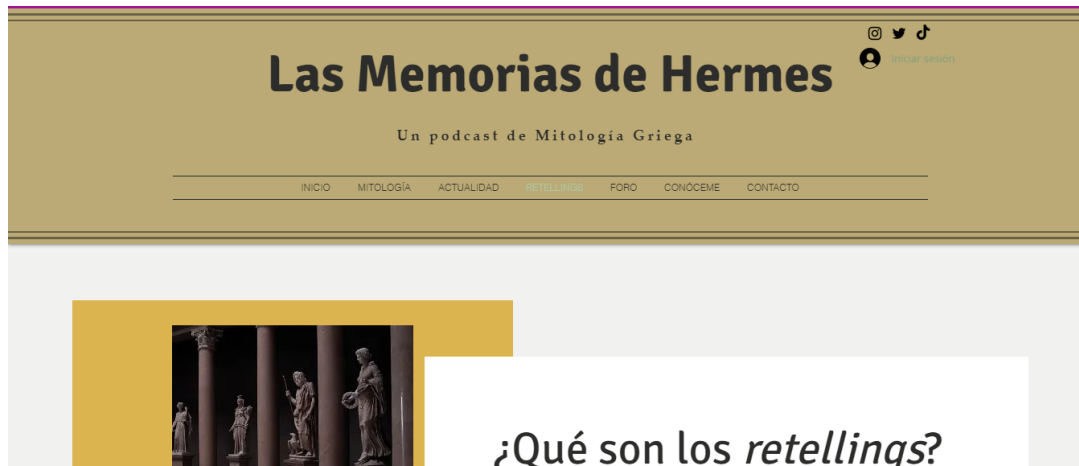 Las Memorias de Hermes
Iniciar sesión
Un podcast de Mitología Griega
INICIO MITOLOGÍA ACTUALIDAD RETELLINGS FORO CONÓCEME CONTACTO
¿Qué son los retellings?